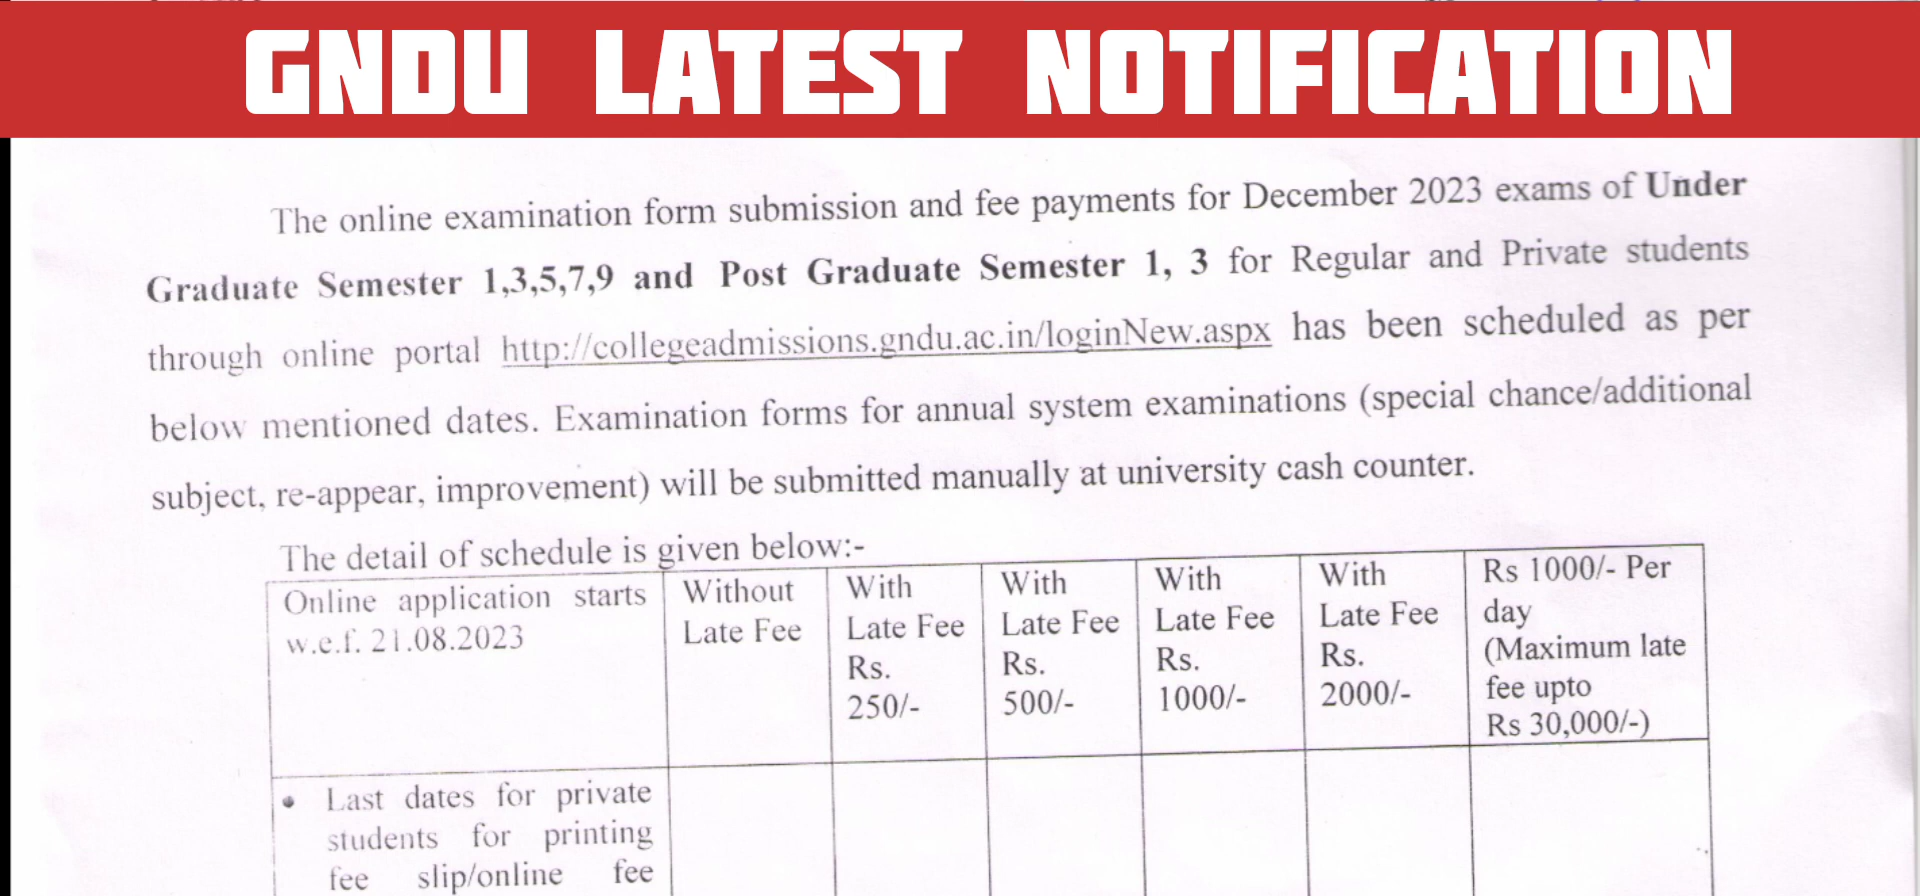 GNDU LATEST NOTIFICATION
The online examination form submission and fee payments for December 2023 exams of Under
Graduate Semester 1,3,5,7,9 and Post Graduate Semester 1, 3 for Regular and Private students
through online portal http://collegeadmissions.gndu.ac.in/loginNew.aspx has been scheduled as per
below mentioned dates. Examination forms for annual system examinations (special chance/additional
subject, re-appear, improvement) will be submitted manually at university cash counter.
The detail of schedule is given below:-
Online application starts
w.e.f. 21.08.2023
Without
Late Fee
With
Late Fee
Rs.
250/-
With
Late Fee
Rs.
500/-
With
Late Fee
Rs.
1000/-
With
Late Fee
Rs.
2000/-
Rs 1000/- Per
day
(Maximum late
fee upto
Rs 30,000/-)
• Last dates for private
students for printing
fee slip/online fee